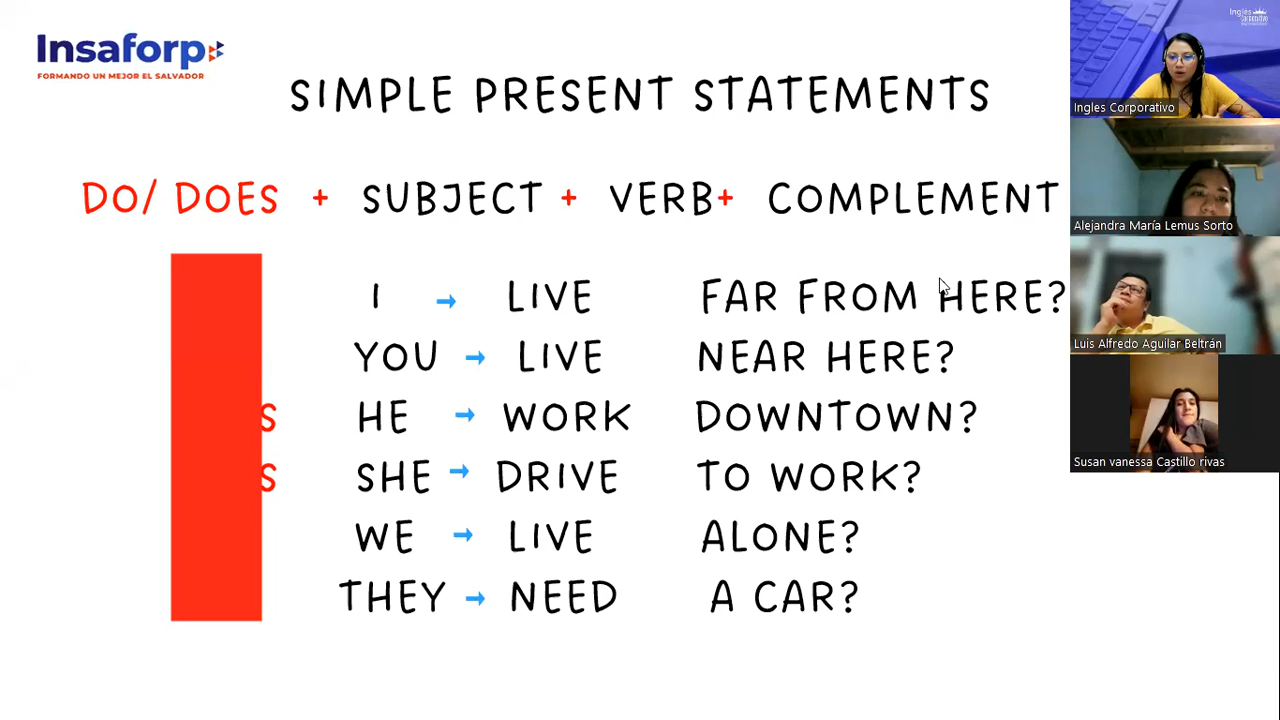 Insaforp
FORMANDO UN MEJOR EL SALVADOR
SIMPLE PRESENT STATEMENTS
DO/ DOES + SUBJECT + VERB+ COMPLEMENT
I → LIVE FAR FROM HERE?
YOU → LIVE NEAR HERE?
S HE → WORK DOWNTOWN?
S SHE → DRIVE TO WORK?
WE → LIVE ALONE?
THEY → NEED A CAR?
Inglés
Corporativo
Ingles Corporativo
Alejandra María Lemus Sorto
Luis Alfredo Aguilar Beltrán
Susan vanessa Castillo rivas